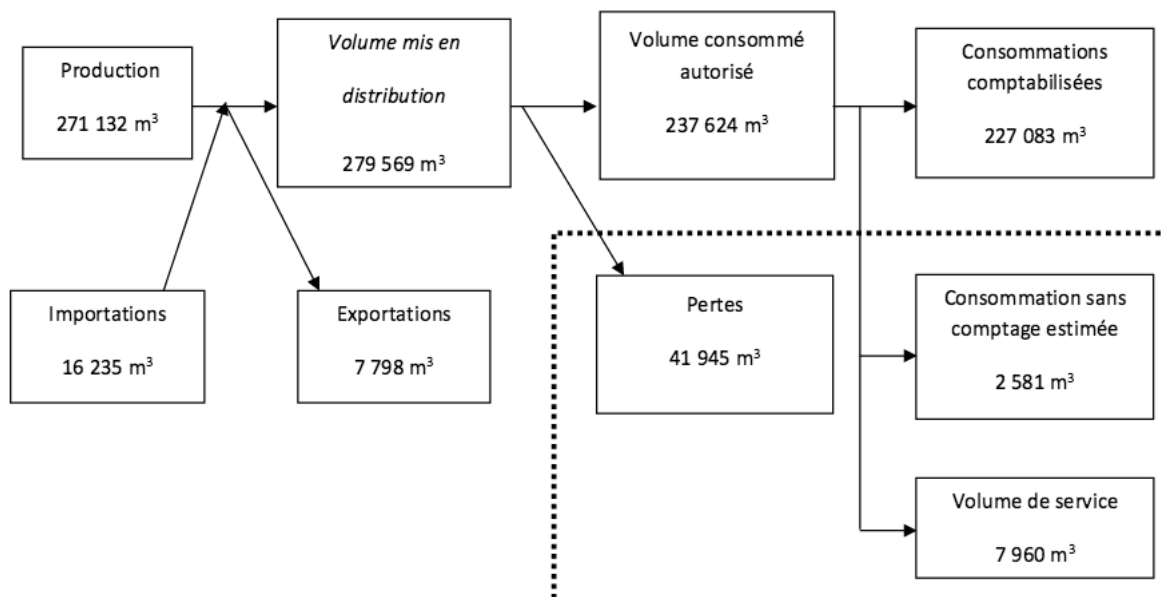 Production
271 132 m³
Volume mis en
distribution
279 569 m³
Volume consommé
autorisé
237 624 m³
Consommations
comptabilisées
227 083 m³
Importations
16 235 m³
Exportations
7 798 m³
Pertes
41 945 m³
Consommation sans
comptage estimée
2 581 m³
Volume de service
7 960 m³